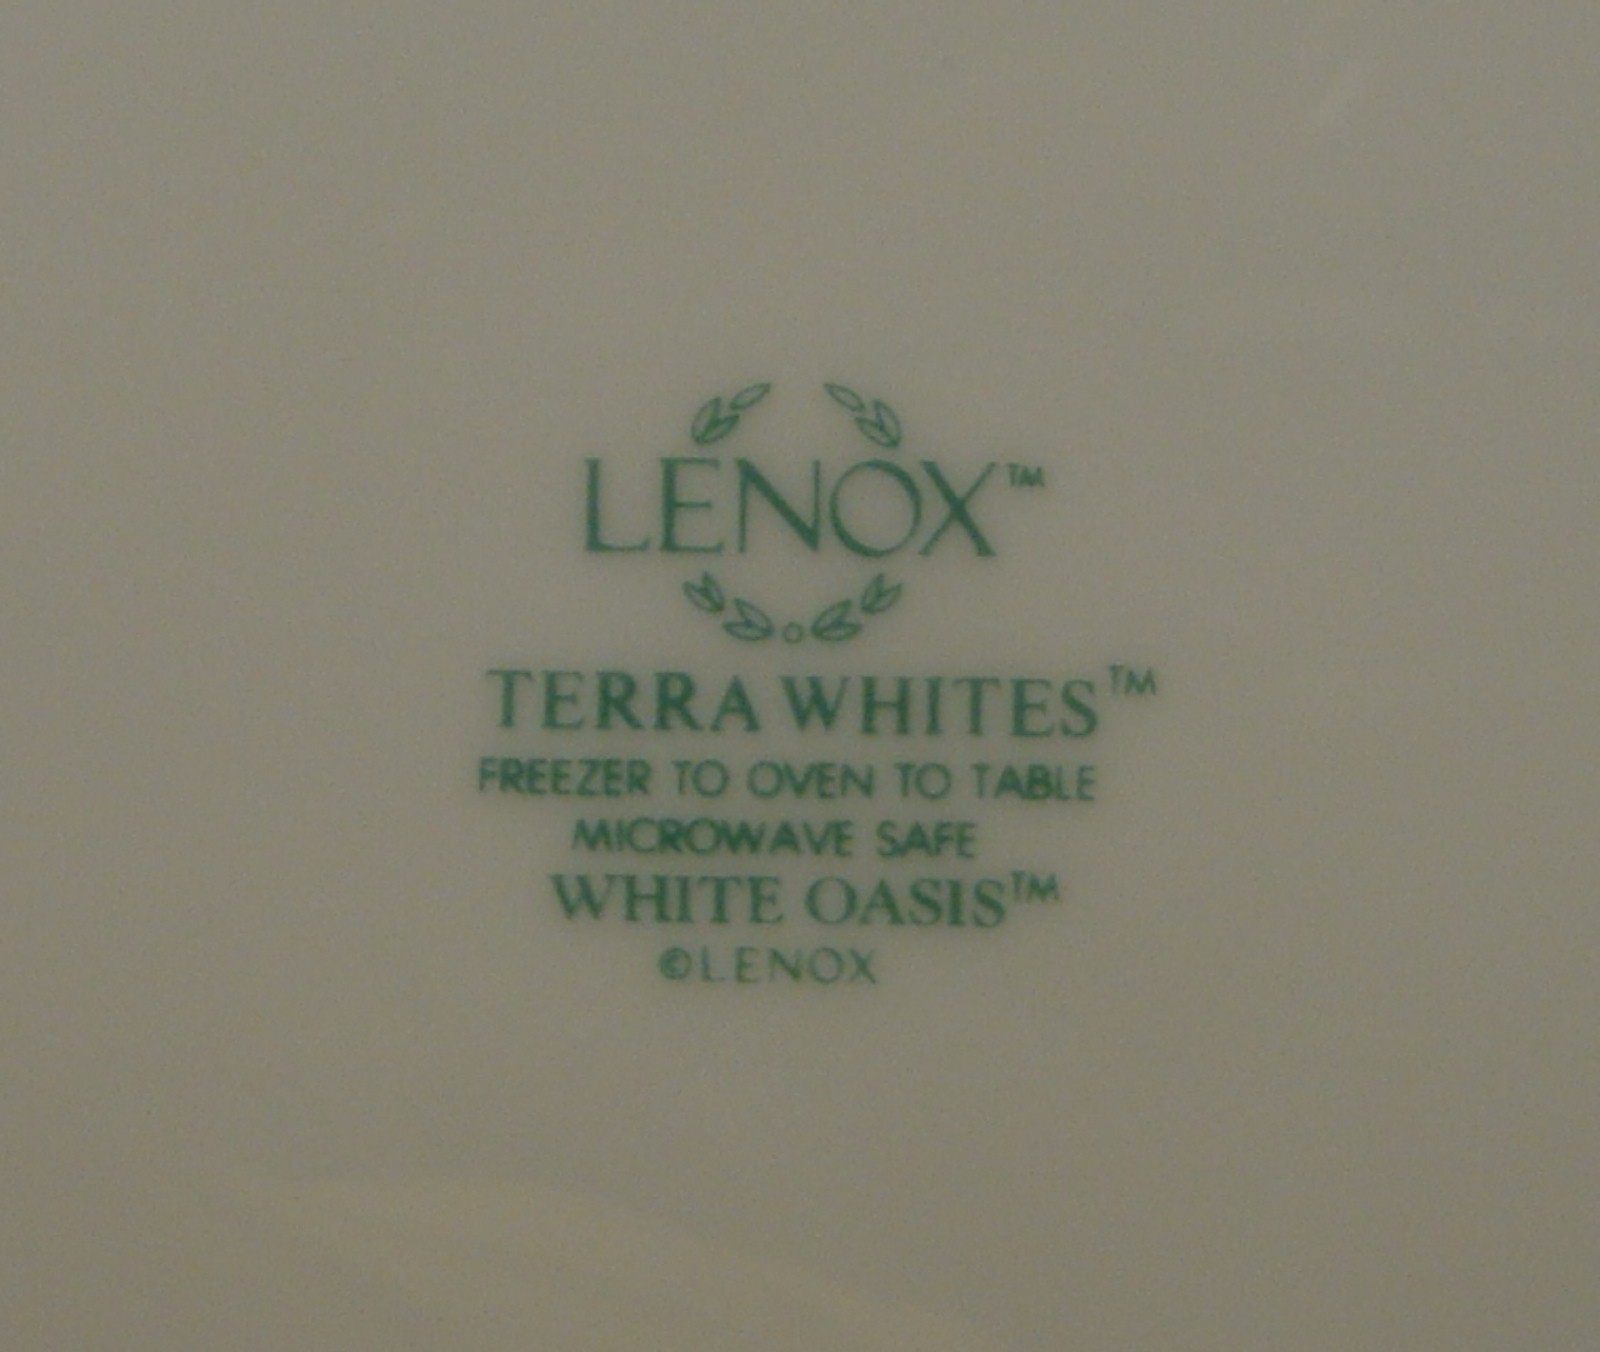 LENOX™
TERRA WHITES™
FREEZER TO OVEN TO TABLE
MICROWAVE SAFE
WHITE OASIS™
©LENOX